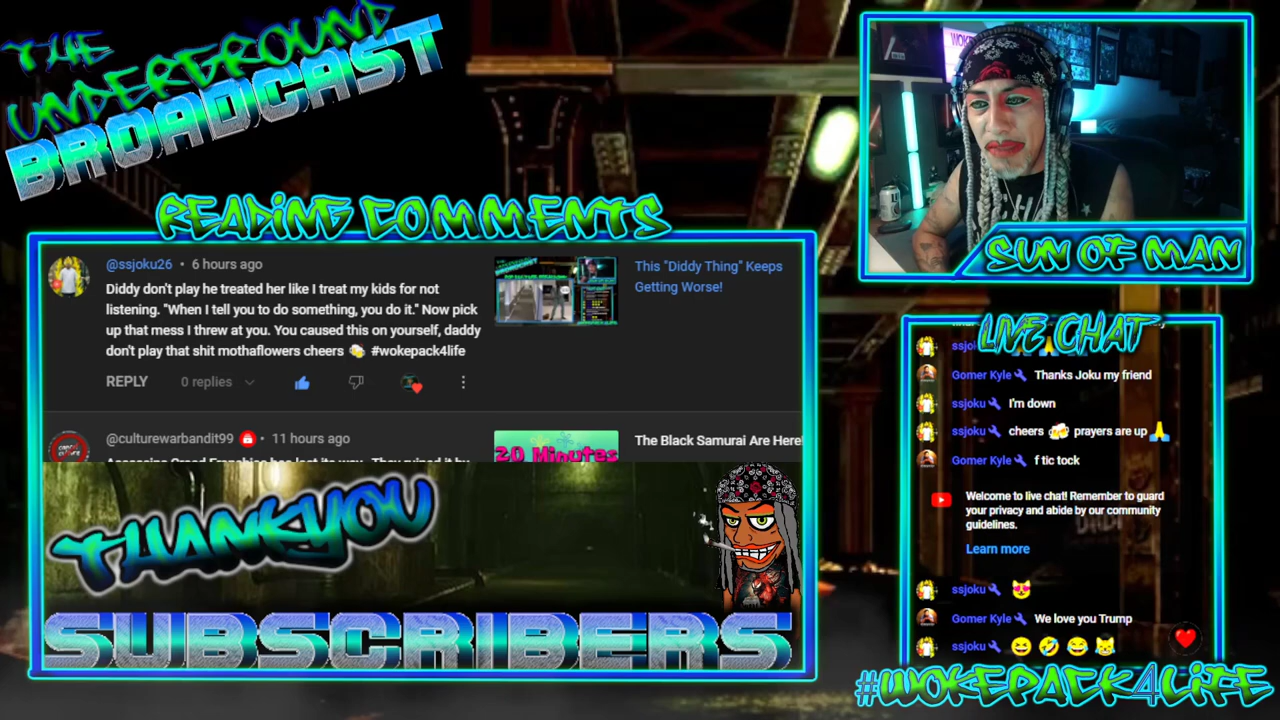 THE
UNDERGROUND
BROADCAST
READING COMMENTS
@ssjoku26 • 6 hours ago
Diddy don't play he treated her like I treat my kids for not
listening. "When I tell you to do something, you do it." Now pick
up that mess I threw at you. You caused this on yourself, daddy
don't play that shit mothaflowers cheers 🍻 #wokepack4life
REPLY 0 replies
This "Diddy Thing" Keeps
Getting Worse!
@culturewarbandit99 • 11 hours ago
The Black Samurai Are Here!
20 Minutes
THANKYOU
SUBSCRIBERS
SUN OF MAN
LIVE CHAT
ssjo 🙏
Gomer Kyle🔧 Thanks Joku my friend
ssjoku🔧 I'm down
ssjoku🔧 cheers 🍻 prayers are up🙏
Gomer Kyle🔧 f tic tock
Welcome to live chat! Remember to guard
your privacy and abide by our community
guidelines.
Learn more
ssjoku🔧 😻
Gomer Kyle🔧 We love you Trump
ssjoku🔧 😆 🤣 😂 😹
#WOKEPACK4LIFE